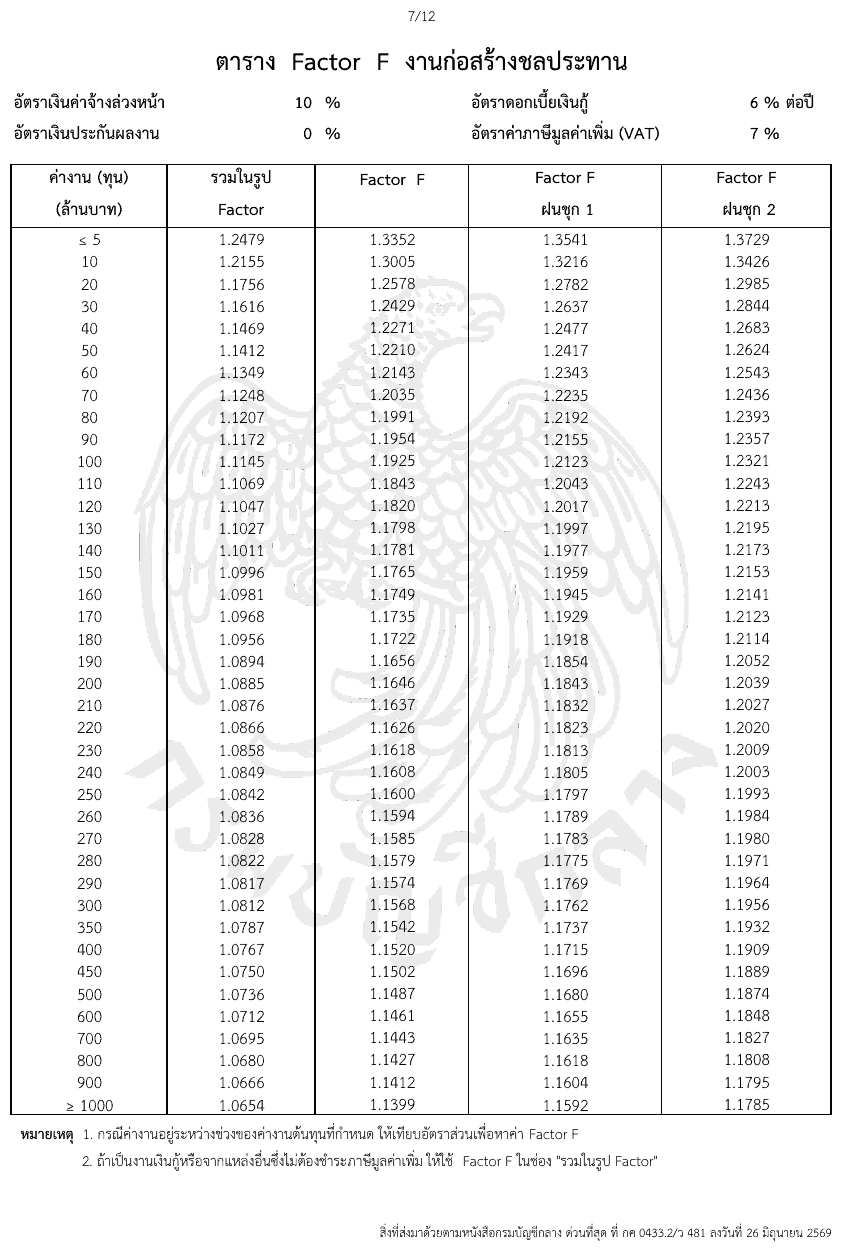 7/12
ตาราง Factor F งานก่อสร้างชลประทาน
อัตราเงินค่าจ้างล่วงหน้า 10 % อัตราดอกเบี้ยเงินกู้ 6 % ต่อปี
อัตราเงินประกันผลงาน 0 % อัตราค่าภาษีมูลค่าเพิ่ม (VAT) 7 %
ค่างาน (ทุน) รวมในรูป Factor F Factor F Factor F
(ล้านบาท) Factor ฝนชุก 1 ฝนชุก 2
≤ 5 1.2479 1.3352 1.3541 1.3729
10 1.2155 1.3005 1.3216 1.3426
20 1.1756 1.2578 1.2782 1.2985
30 1.1616 1.2429 1.2637 1.2844
40 1.1469 1.2271 1.2477 1.2683
50 1.1412 1.2210 1.2417 1.2624
60 1.1349 1.2143 1.2343 1.2543
70 1.1248 1.2035 1.2235 1.2436
80 1.1207 1.1991 1.2192 1.2393
90 1.1172 1.1954 1.2155 1.2357
100 1.1145 1.1925 1.2123 1.2321
110 1.1069 1.1843 1.2043 1.2243
120 1.1047 1.1820 1.2017 1.2213
130 1.1027 1.1798 1.1997 1.2195
140 1.1011 1.1781 1.1977 1.2173
150 1.0996 1.1765 1.1959 1.2153
160 1.0981 1.1749 1.1945 1.2141
170 1.0968 1.1735 1.1929 1.2123
180 1.0956 1.1722 1.1918 1.2114
190 1.0894 1.1656 1.1854 1.2052
200 1.0885 1.1646 1.1843 1.2039
210 1.0876 1.1637 1.1832 1.2027
220 1.0866 1.1626 1.1823 1.2020
230 1.0858 1.1618 1.1813 1.2009
240 1.0849 1.1608 1.1805 1.2003
250 1.0842 1.1600 1.1797 1.1993
260 1.0836 1.1594 1.1789 1.1984
270 1.0828 1.1585 1.1783 1.1980
280 1.0822 1.1579 1.1775 1.1971
290 1.0817 1.1574 1.1769 1.1964
300 1.0812 1.1568 1.1762 1.1956
350 1.0787 1.1542 1.1737 1.1932
400 1.0767 1.1520 1.1715 1.1909
450 1.0750 1.1502 1.1696 1.1889
500 1.0736 1.1487 1.1680 1.1874
600 1.0712 1.1461 1.1655 1.1848
700 1.0695 1.1443 1.1635 1.1827
800 1.0680 1.1427 1.1618 1.1808
900 1.0666 1.1412 1.1604 1.1795
≥ 1000 1.0654 1.1399 1.1592 1.1785
กรมบัญชีกลาง
หมายเหตุ 1. กรณีค่างานอยู่ระหว่างช่วงของค่างานต้นทุนที่กำหนด ให้เทียบอัตราส่วนเพื่อหาค่า Factor F
2. ถ้าเป็นงานเงินกู้หรือจากแหล่งอื่นซึ่งไม่ต้องชำระภาษีมูลค่าเพิ่ม ให้ใช้ Factor F ในช่อง "รวมในรูป Factor"
สิ่งที่ส่งมาด้วยตามหนังสือกรมบัญชีกลาง ด่วนที่สุด ที่ กค 0433.2/ว 481 ลงวันที่ 26 มิถุนายน 2569